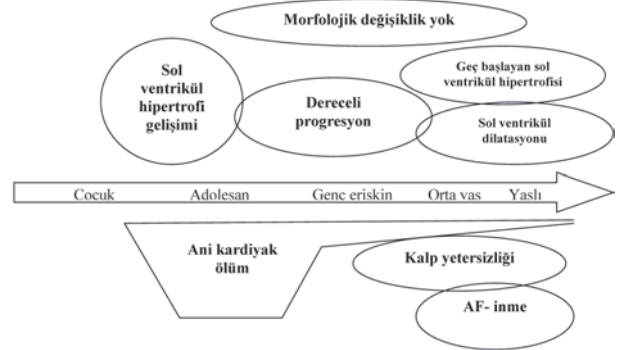 Morfolojik değişiklik yok
Sol
ventrikül
hipertrofi
gelişimi
Dereceli
progresyon
Geç başlayan sol
ventrikül hipertrofisi
Sol ventrikül
dilatasyonu
Cocuk Adolesan Genc eriskin Orta vas Yaslı
Ani kardiyak
ölüm
Kalp yetersizliği
AF- inme